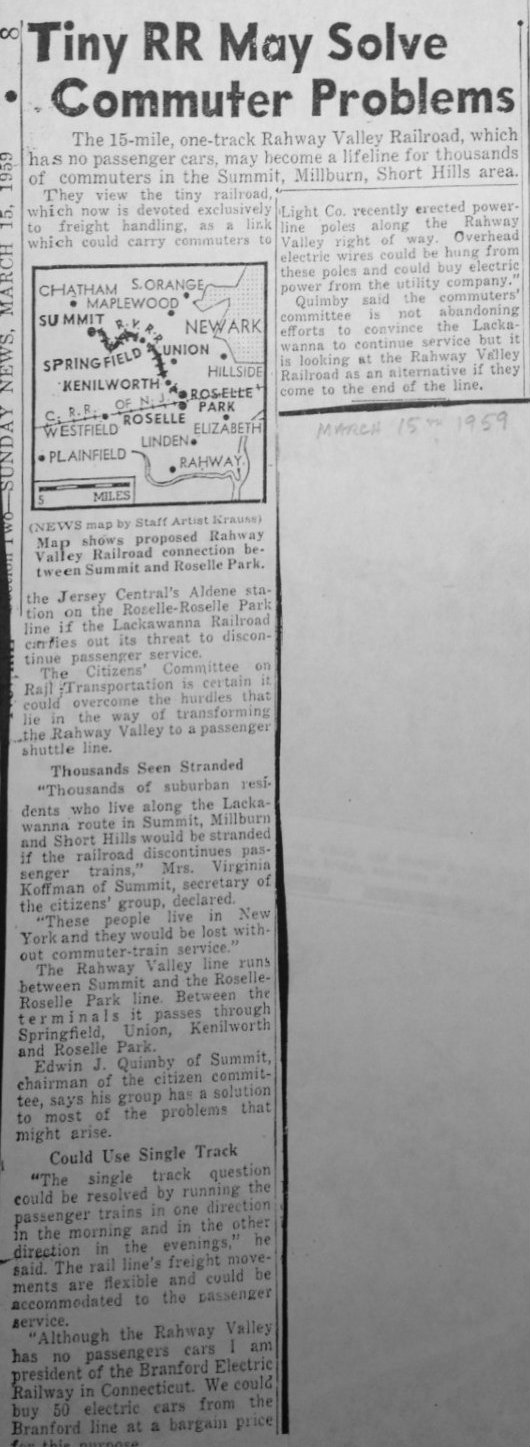 8
Tiny RR May Solve
Commuter Problems
SUNDAY NEWS, MARCH 15, 1959
The 15-mile, one-track Rahway Valley Railroad, which
has no passenger cars, may become a lifeline for thousands
of commuters in the Summit, Millburn, Short Hills area.
They view the tiny railroad,
which now is devoted exclusively
to freight handling, as a link
which could carry commuters to
CHATHAM
S. ORANGE
MAPLEWOOD
SUMMIT
R. V. R. R.
NEWARK
SPRINGFIELD
UNION
HILLSIDE
KENILWORTH
ROSELLE
PARK
C. R. R. OF N. J.
ROSELLE
WESTFIELD
ELIZABETH
LINDEN
PLAINFIELD
RAHWAY
5 MILES
(NEWS map by Staff Artist Krauss)
Map shows proposed Rahway
Valley Railroad connection be-
tween Summit and Roselle Park.
the Jersey Central's Aldene sta-
tion on the Roselle-Roselle Park
line if the Lackawanna Railroad
carries out its threat to discon-
tinue passenger service.
The Citizens' Committee on
Rail Transportation is certain it
could overcome the hurdles that
lie in the way of transforming
the Rahway Valley to a passenger
shuttle line.
Thousands Seen Stranded
"Thousands of suburban resi-
dents who live along the Lacka-
wanna route in Summit, Millburn
and Short Hills would be stranded
if the railroad discontinues pas-
senger trains," Mrs. Virginia
Koffman of Summit, secretary of
the citizens' group, declared.
"These people live in New
York and they would be lost with-
out commuter-train service."
The Rahway Valley line runs
between Summit and the Roselle-
Roselle Park line. Between the
terminals it passes through
Springfield, Union, Kenilworth
and Roselle Park.
Edwin J. Quimby of Summit,
chairman of the citizen commit-
tee, says his group has a solution
to most of the problems that
might arise.
Could Use Single Track
"The single track question
could be resolved by running the
passenger trains in one direction
in the morning and in the other
direction in the evenings," he
said. The rail line's freight move-
ments are flexible and could be
accommodated to the passenger
service.
"Although the Rahway Valley
has no passengers cars I am
president of the Branford Electric
Railway in Connecticut. We could
buy 50 electric cars from the
Branford line at a bargain price
for this purpose
Light Co. recently erected power-
line poles along the Rahway
Valley right of way. Overhead
electric wires could be hung from
these poles and could buy electric
power from the utility company."
Quimby said the commuters'
committee is not abandoning
efforts to convince the Lacka-
wanna to continue service but it
is looking at the Rahway Valley
Railroad as an alternative if they
come to the end of the line.
MARCH 15TH 1959